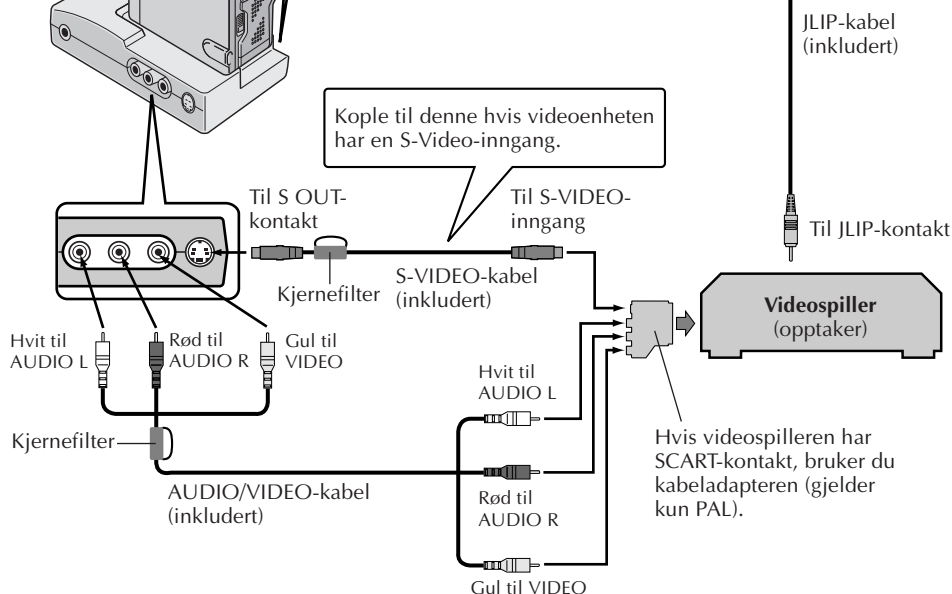 JLIP-kabel
(inkludert)
Kople til denne hvis videoenheten
har en S-Video-inngang.
Til S OUT-
kontakt
Til S-VIDEO-
inngang
Til JLIP-kontakt
Kjernefilter
S-VIDEO-kabel
(inkludert)
Videospiller
(opptaker)
Hvit til
AUDIO L
Rød til
AUDIO R
Gul til
VIDEO
Hvit til
AUDIO L
Kjernefilter
Hvis videospilleren har
SCART-kontakt, bruker du
kabeladapteren (gjelder
kun PAL).
AUDIO/VIDEO-kabel
(inkludert)
Rød til
AUDIO R
Gul til VIDEO